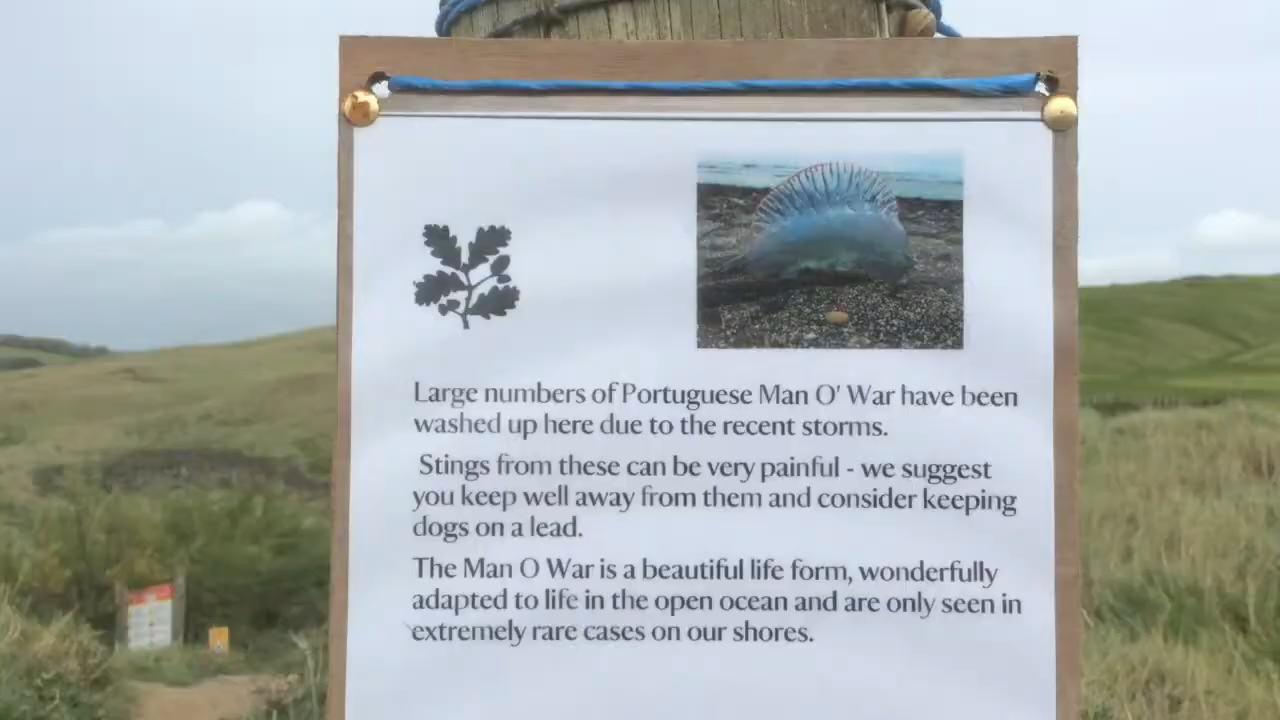 Large numbers of Portuguese Man O' War have been
washed up here due to the recent storms.
Stings from these can be very painful - we suggest
you keep well away from them and consider keeping
dogs on a lead.
The Man O War is a beautiful life form, wonderfully
adapted to life in the open ocean and are only seen in
extremely rare cases on our shores.